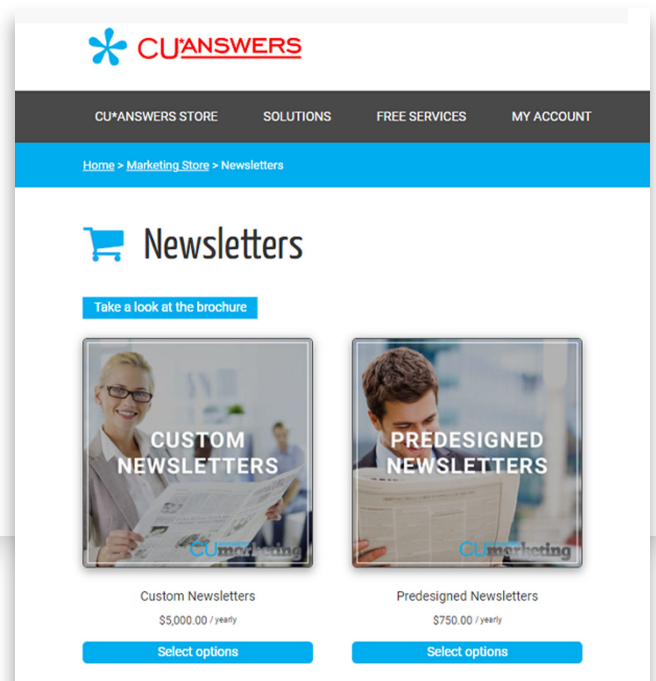 CU*ANSWERS
CU*ANSWERS STORE SOLUTIONS FREE SERVICES MY ACCOUNT
Home > Marketing Store > Newsletters
Newsletters
Take a look at the brochure
CUSTOM
NEWSLETTERS
CUmarketing
PREDESIGNED
NEWSLETTERS
CUmarketing
Custom Newsletters
$5,000.00 / yearly
Select options
Predesigned Newsletters
$750.00 / yearly
Select options